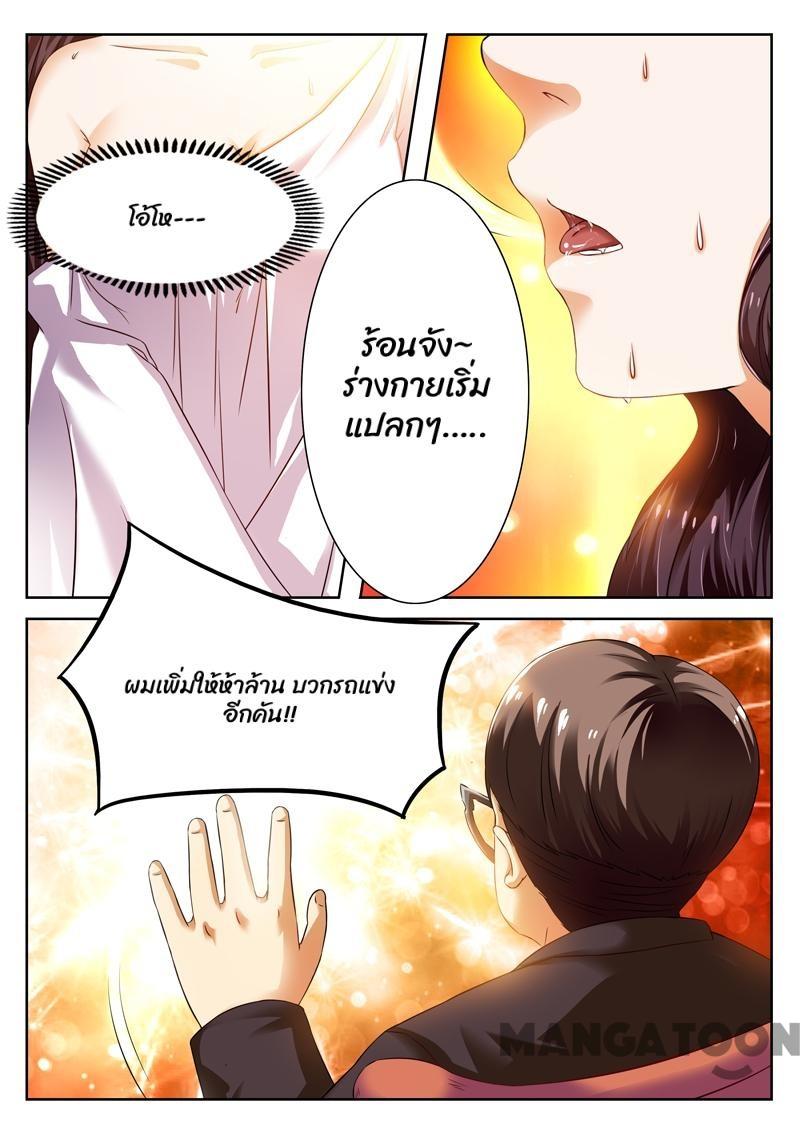 โอ้โห---
ร้อนจัง~
ร่างกายเริ่ม
แปลกๆ.....
ผมเพิ่มให้ห้าล้าน บวกรถแข่ง
อีกคัน!!
MANGATOON